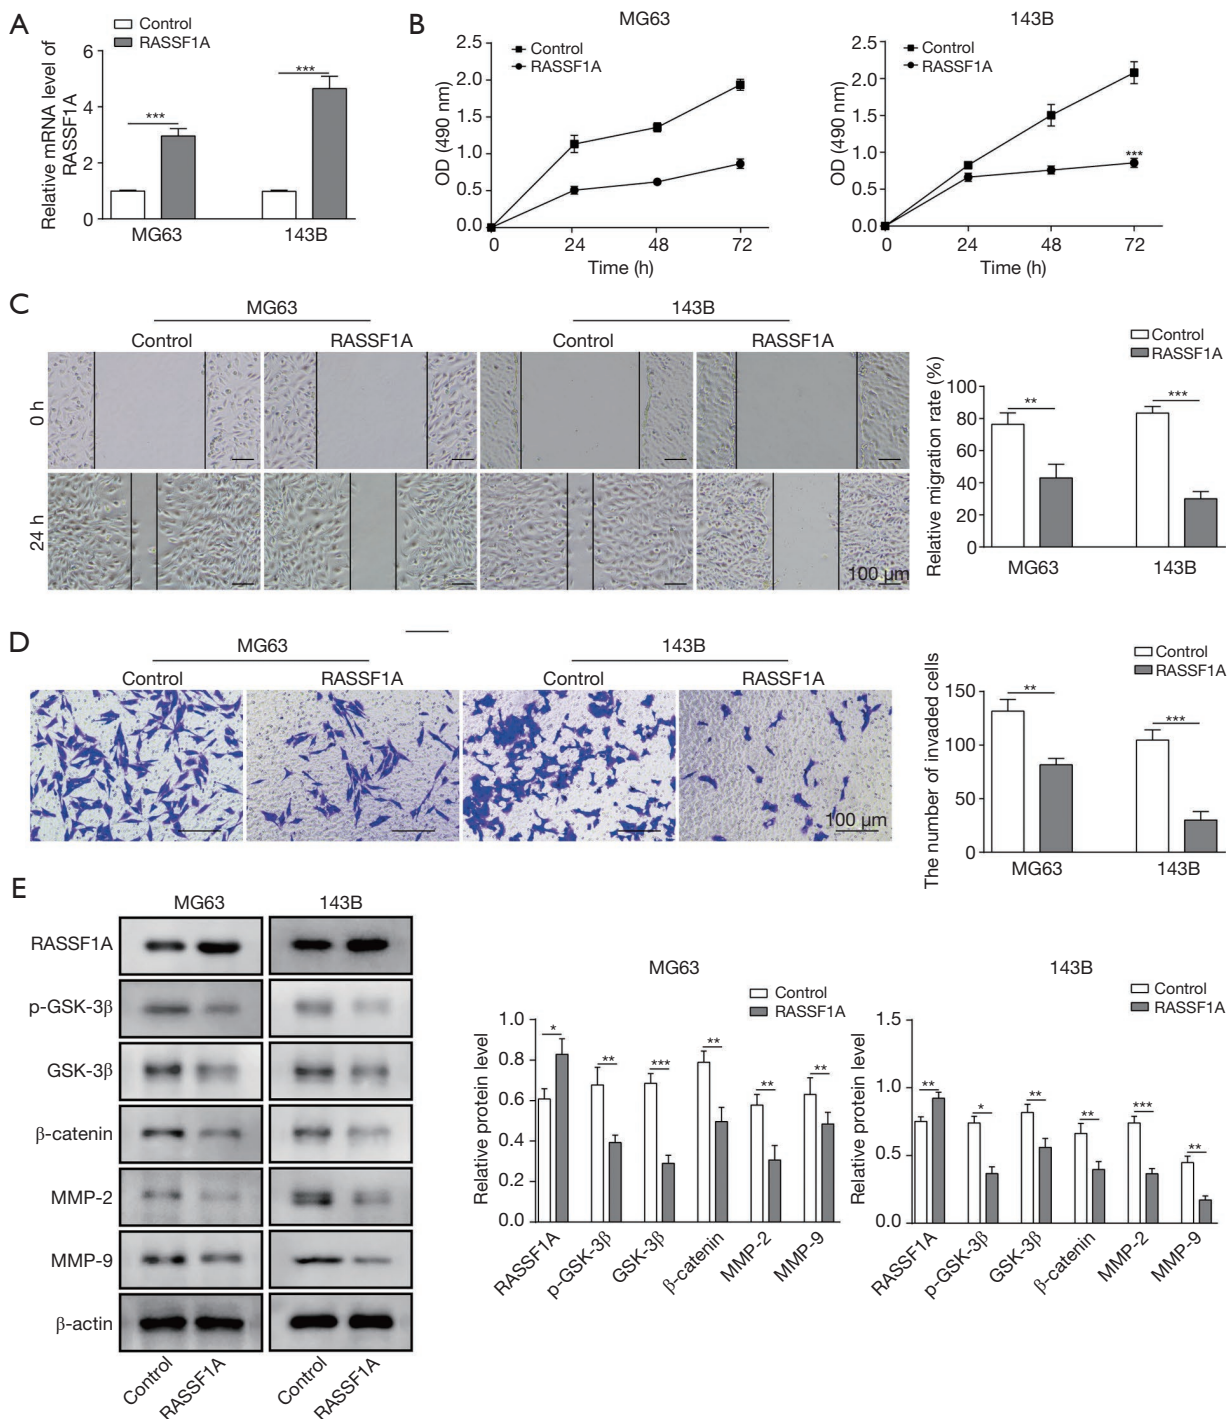 A
Control
RASSF1A
Relative mRNA level of
RASSF1A
6
4
2
0
***
***
MG63
143B
B
MG63
Control
RASSF1A
OD (490 nm)
2.5
2.0
1.5
1.0
0.5
0.0
0
24
48
72
Time (h)
143B
Control
RASSF1A
OD (490 nm)
2.5
2.0
1.5
1.0
0.5
0.0
***
0
24
48
72
Time (h)
C
MG63
143B
Control
RASSF1A
Control
RASSF1A
0 h
24 h
100 μm
Control
RASSF1A
Relative migration rate (%)
100
80
60
40
20
0
**
***
MG63
143B
D
MG63
143B
Control
RASSF1A
Control
RASSF1A
100 μm
Control
RASSF1A
The number of invaded cells
150
100
50
0
**
***
MG63
143B
E
MG63
143B
RASSF1A
p-GSK-3β
GSK-3β
β-catenin
MMP-2
MMP-9
β-actin
Control
RASSF1A
Control
RASSF1A
MG63
Control
RASSF1A
Relative protein level
1.0
0.8
0.6
0.4
0.2
0.0
*
**
***
**
**
**
RASSF1A
p-GSK-3β
GSK-3β
β-catenin
MMP-2
MMP-9
143B
Control
RASSF1A
Relative protein level
1.5
1.0
0.5
0.0
**
*
**
**
***
**
RASSF1A
p-GSK-3β
GSK-3β
β-catenin
MMP-2
MMP-9